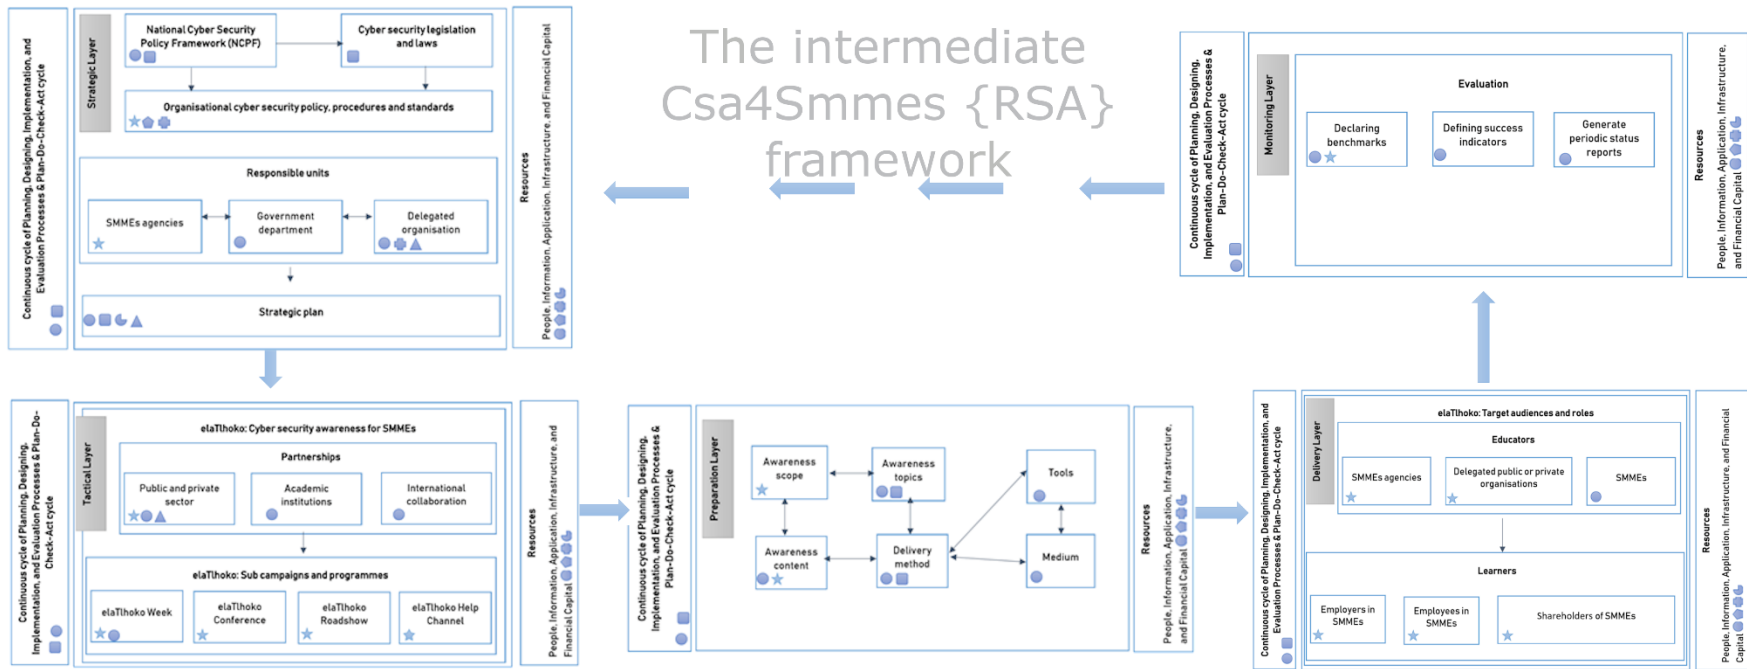 The intermediate
Csa4Smmes {RSA}
framework
Continuous cycle of Planning, Designing, Implementation, and
Evaluation Processes & Plan-Do-Check-Act cycle
Strategic Layer
National Cyber Security
Policy Framework (NCPF)
Cyber security legislation
and laws
Organisational cyber security policy, procedures and standards
Responsible units
SMMEs agencies
Government
department
Delegated
organisation
Strategic plan
Resources
People, Information, Application, Infrastructure, and Financial Capital
Continuous cycle of Planning, Designing,
Implementation, and Evaluation Processes & Plan-Do-
Check-Act cycle
Tactical Layer
elaTlhoko: Cyber security awareness for SMMEs
Partnerships
Public and private
sector
Academic
institutions
International
collaboration
elaTlhoko: Sub campaigns and programmes
elaTlhoko Week
elaTlhoko
Conference
elaTlhoko
Roadshow
elaTlhoko Help
Channel
Resources
People, Information, Application, Infrastructure, and
Financial Capital
Continuous cycle of Planning, Designing,
Implementation, and Evaluation Processes &
Plan-Do-Check-Act cycle
Preparation Layer
Awareness
scope
Awareness
topics
Tools
Awareness
content
Delivery
method
Medium
Resources
People, Information, Application, Infrastructure,
and Financial Capital
Continuous cycle of Planning, Designing, Implementation, and
Evaluation Processes & Plan-Do-Check-Act cycle
Delivery Layer
elaTlhoko: Target audiences and roles
Educators
SMMEs agencies
Delegated public or private
organisations
SMMEs
Learners
Employers in
SMMEs
Employees in
SMMEs
Shareholders of SMMEs
Resources
People, Information, Application, Infrastructure, and Financial
Capital
Continuous cycle of Planning, Designing,
Implementation, and Evaluation Processes &
Plan-Do-Check-Act cycle
Monitoring Layer
Evaluation
Declaring
benchmarks
Defining success
indicators
Generate
periodic status
reports
Resources
People, Information, Application, Infrastructure,
and Financial Capital